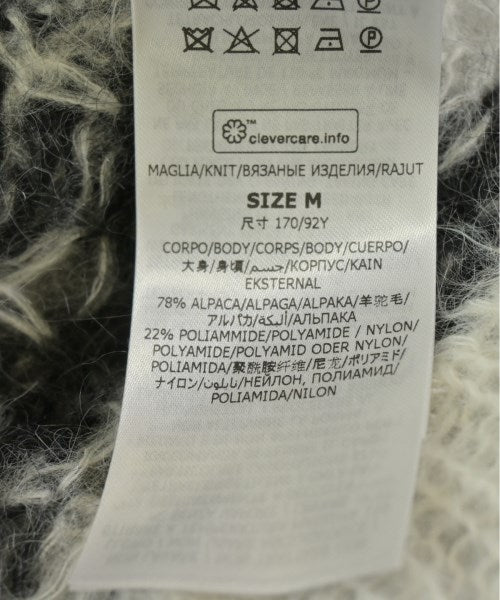 ™
clevercare.info
MAGLIA/KNIT/ВЯЗАНЫЕ ИЗДЕЛИЯ/RAJUT
SIZE M
尺寸 170/92Y
CORPO/BODY/CORPS/BODY/CUERPO/
大身/身頃/جسم/КОРПУС/KAIN
EKSTERNAL
78% ALPACA/ALPAGA/ALPAKA/羊驼毛/
アルパカ/ألبكة/АЛЬПАКА
22% POLIAMMIDE/POLYAMIDE / NYLON/
POLYAMIDE/POLYAMID ODER NYLON/
POLIAMIDA/聚酰胺纤维/尼龙/ポリアミド/
ナイロン/نايلون/НЕЙЛОН, ПОЛИАМИД/
POLIAMIDA/NILON